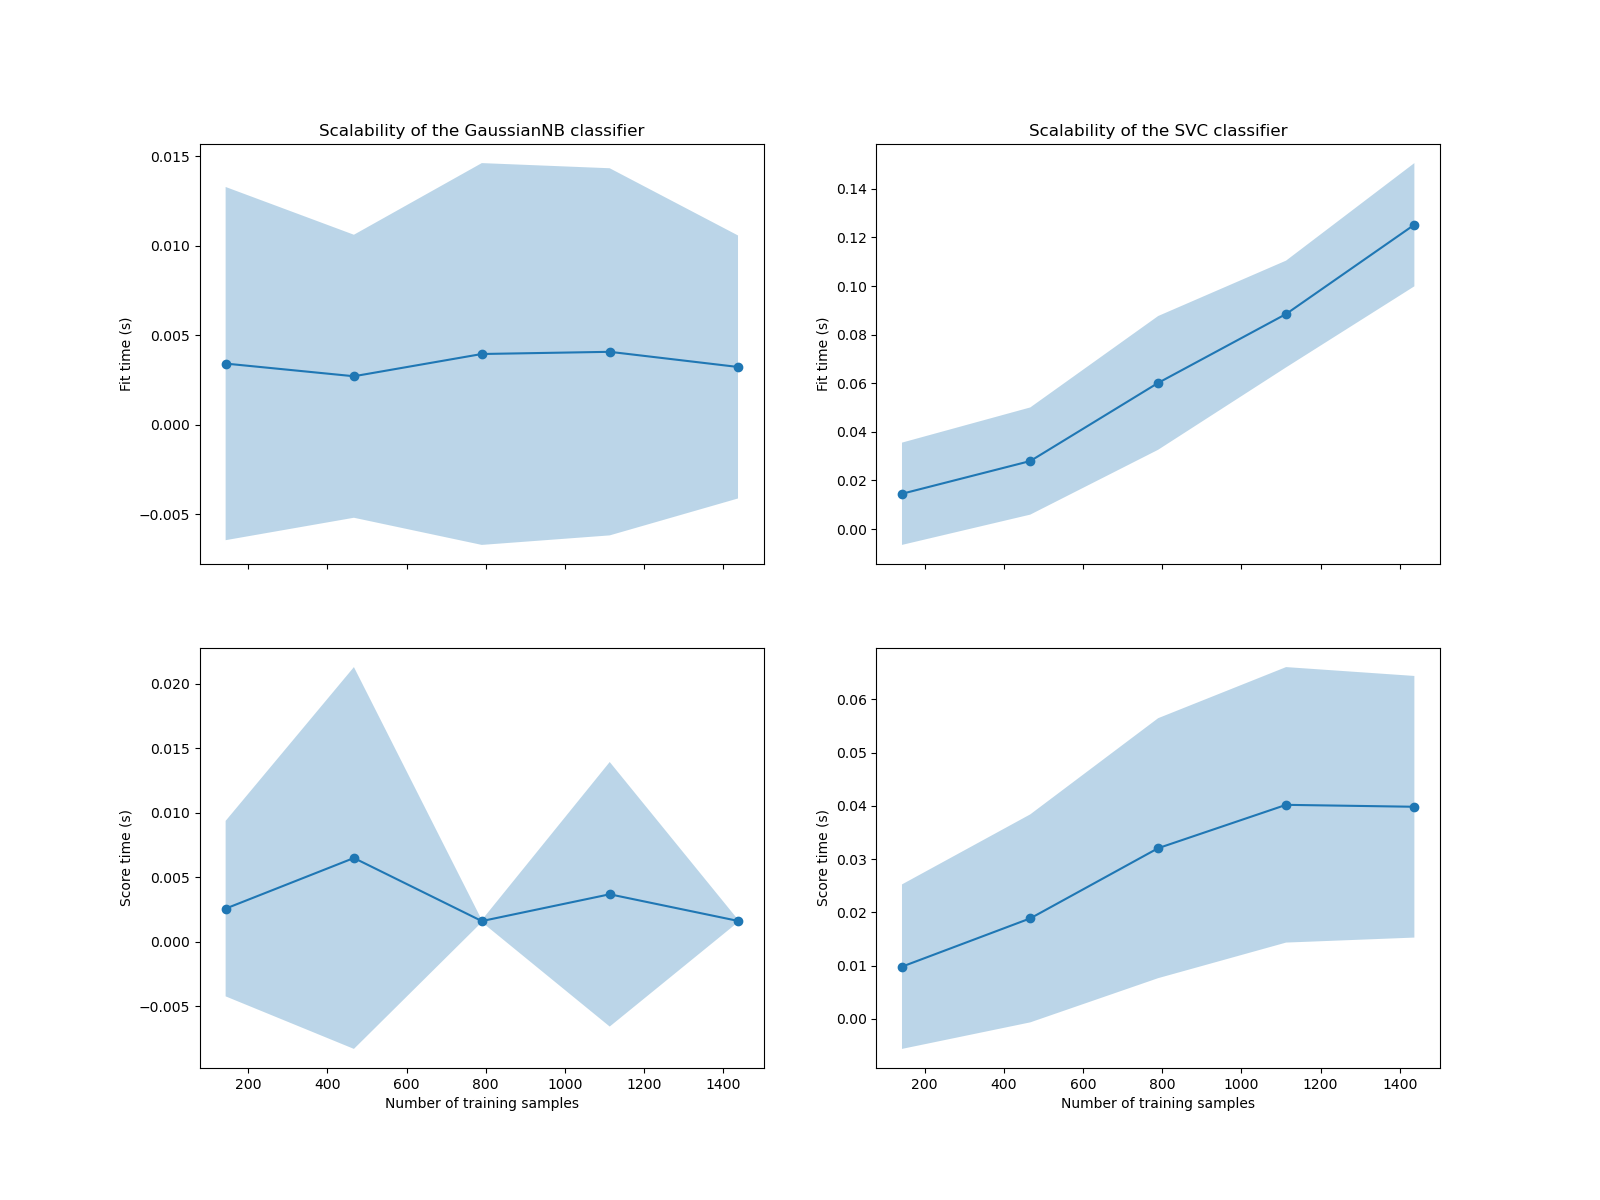 Scalability of the GaussianNB classifier
Scalability of the SVC classifier
Fit time (s)
0.015
0.010
0.005
0.000
−0.005
Fit time (s)
0.14
0.12
0.10
0.08
0.06
0.04
0.02
0.00
Score time (s)
0.020
0.015
0.010
0.005
0.000
−0.005
200 400 600 800 1000 1200 1400
Number of training samples
Score time (s)
0.06
0.05
0.04
0.03
0.02
0.01
0.00
200 400 600 800 1000 1200 1400
Number of training samples